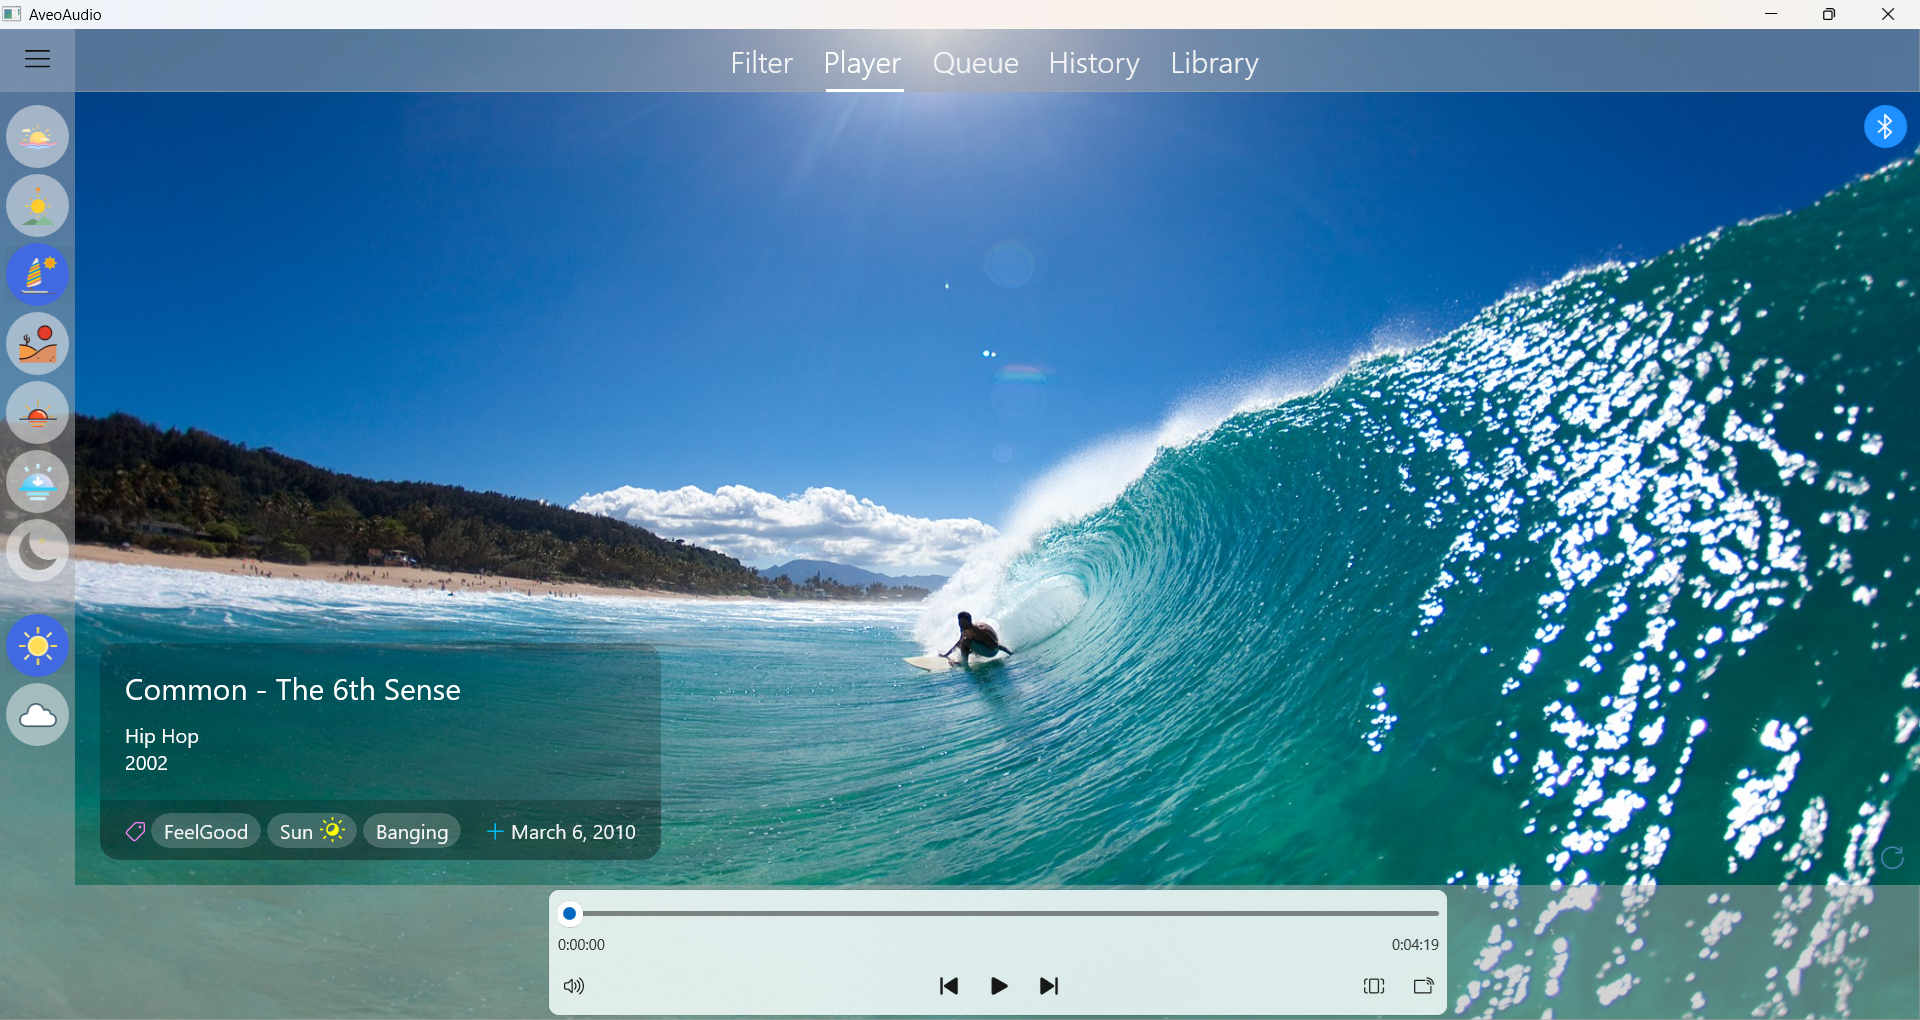 AveoAudio
Filter Player Queue History Library
Common - The 6th Sense
Hip Hop
2002
FeelGood Sun Banging + March 6, 2010
0:00:00 0:04:19